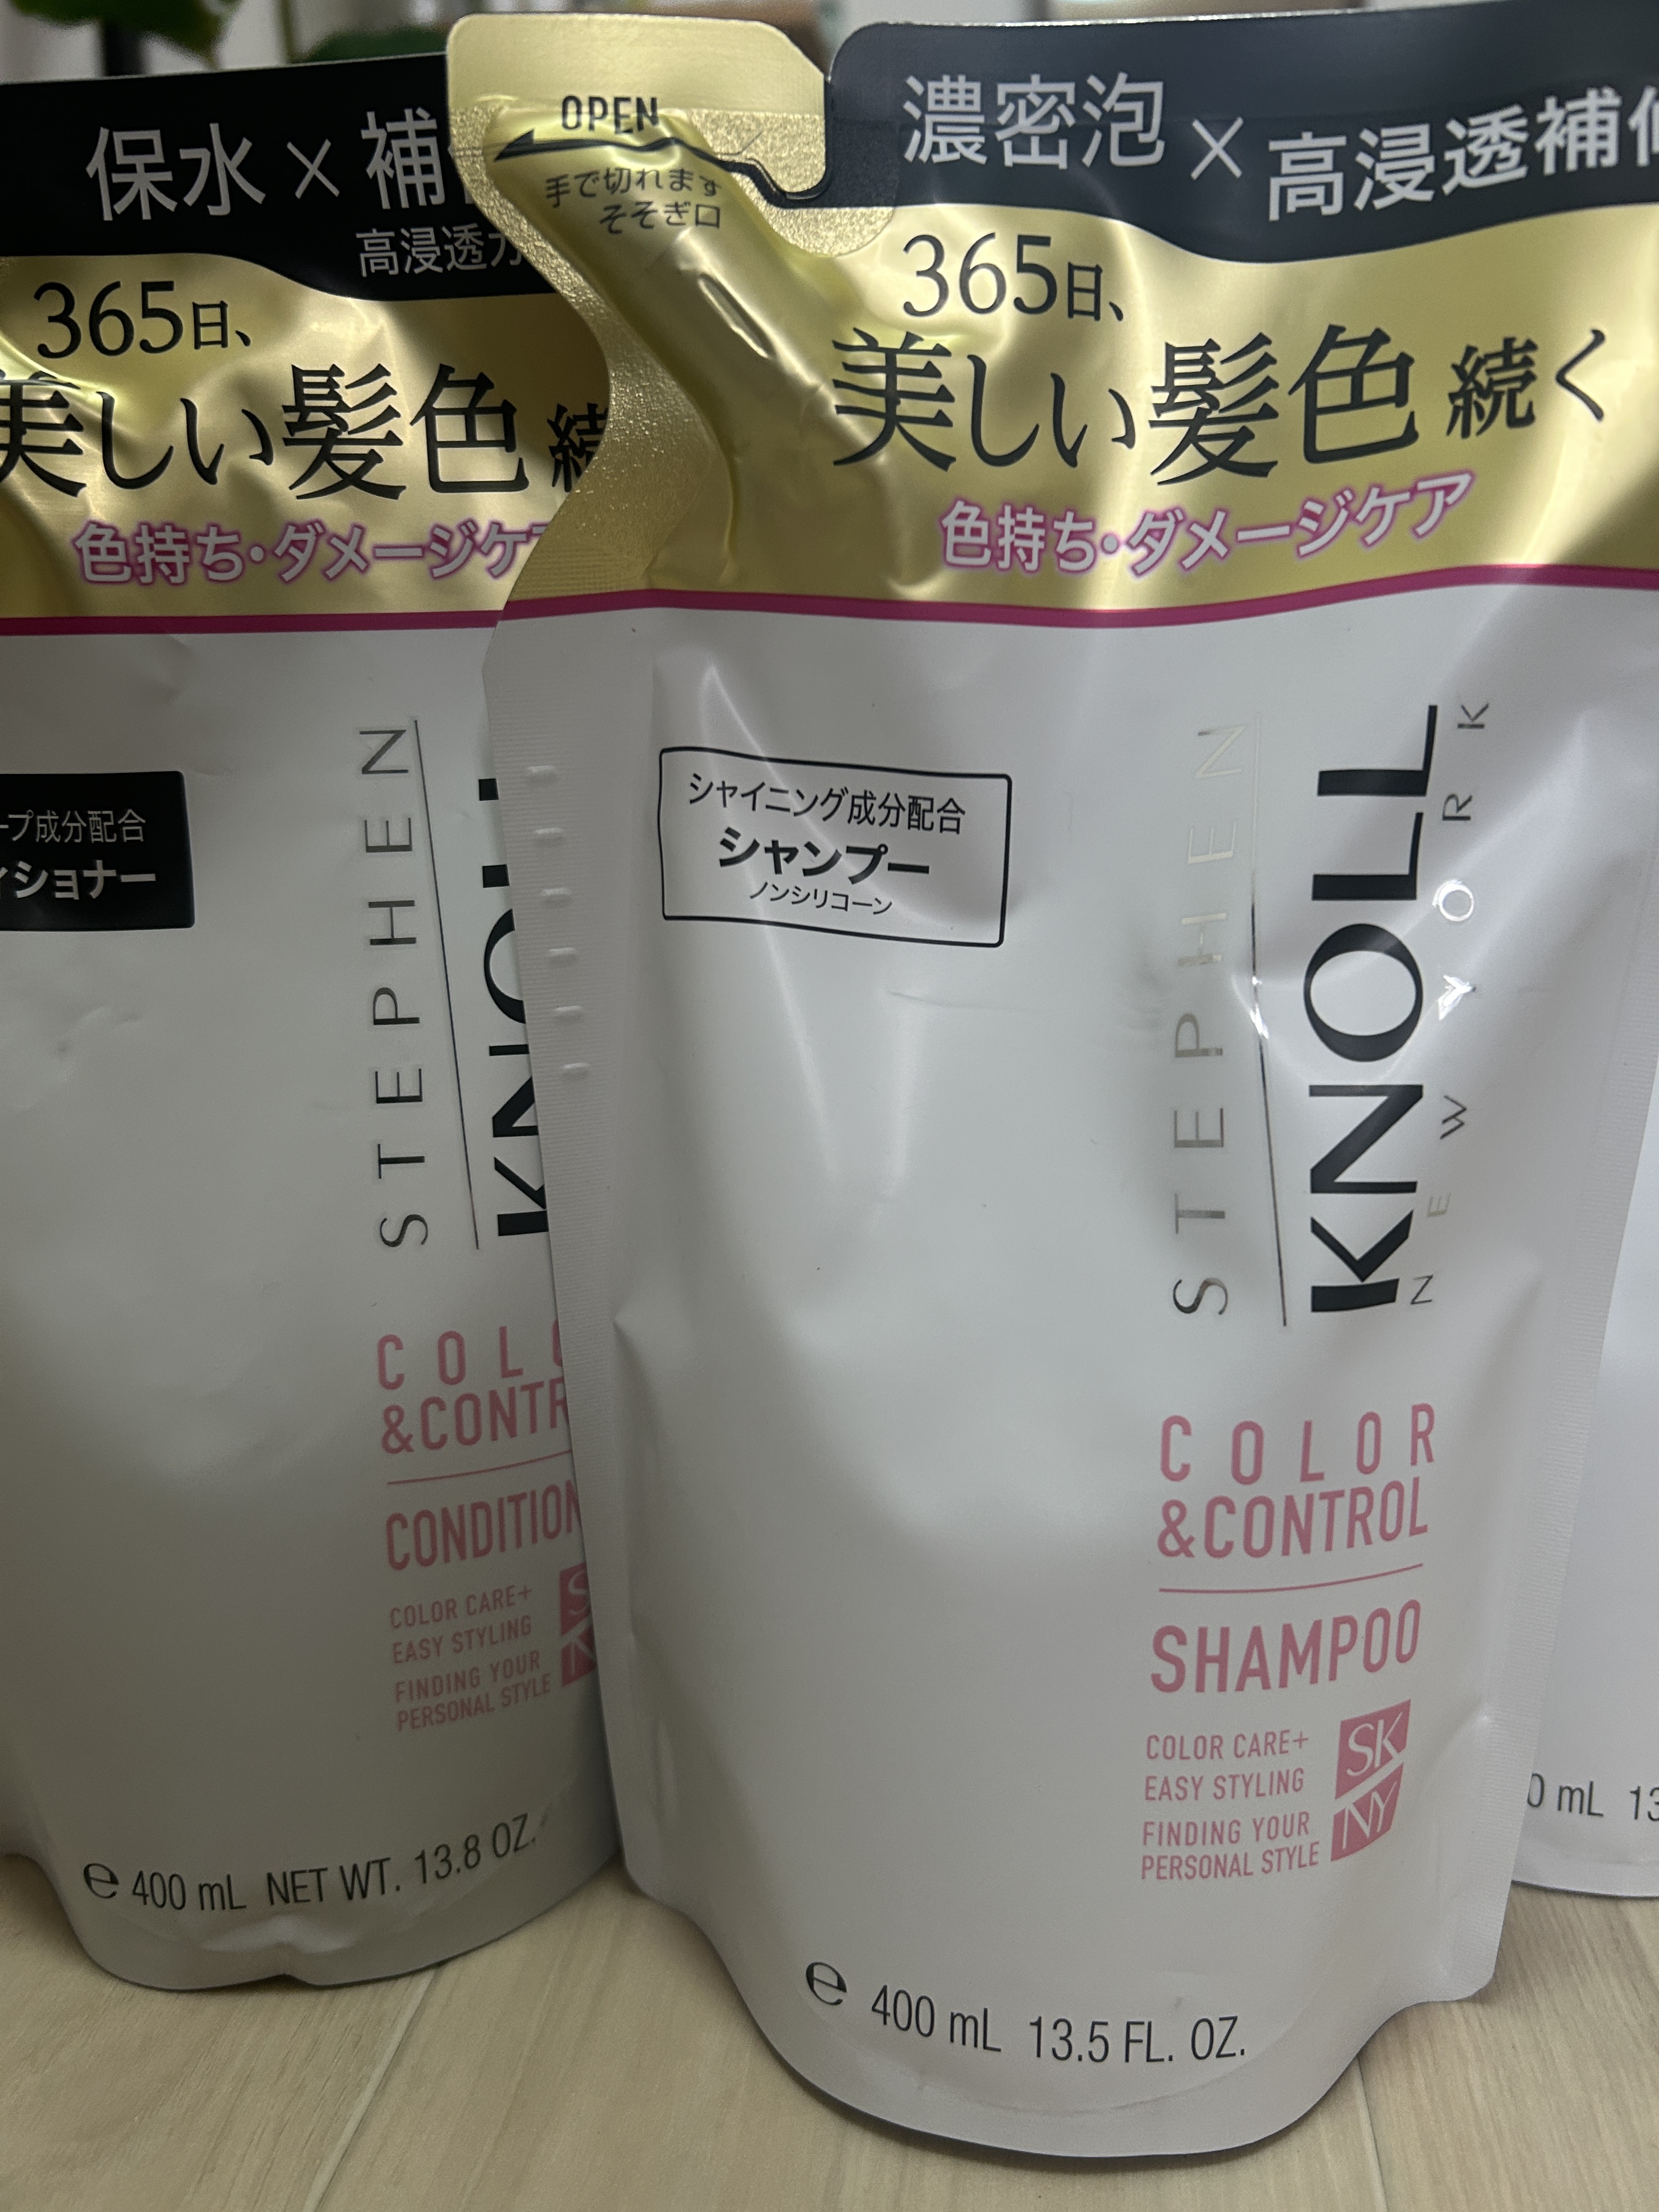 保水×補
高浸透
365日、
美しい髪色続
色持ち・ダメージケア
プ成分配合
ィショナー
STEPHEN
KNOLL
COLO
&CONTR
CONDITION
COLOR CARE+
EASY STYLING
FINDING YOUR
PERSONAL STYLE
e 400 mL NET WT. 13.8 OZ.
OPEN
手で切れます
そそぎ口
濃密泡×高浸透補修
365日、
美しい髪色続く
色持ち・ダメージケア
シャイニング成分配合
シャンプー
ノンシリコーン
STEPHEN
KNOLL
NEW YORK
COLOR
&CONTROL
SHAMPOO
COLOR CARE+
EASY STYLING
FINDING YOUR
PERSONAL STYLE
SK
NY
e 400 mL 13.5 FL. OZ.
0 mL 13